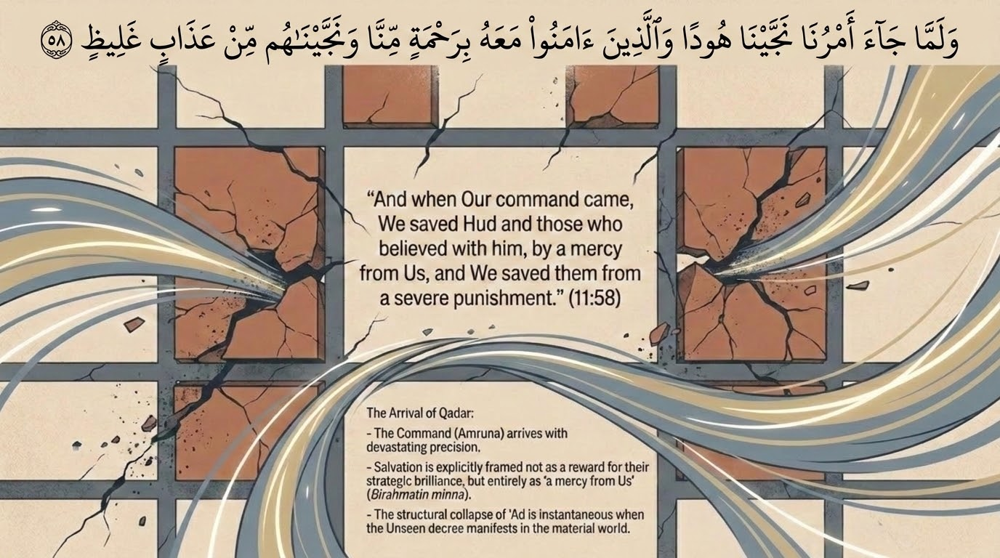 وَلَمَّا جَآءَ أَمْرُنَا نَجَّيْنَا هُودًا وَٱلَّذِينَ ءَامَنُوا۟ مَعَهُ بِرَحْمَةٍ مِّنَّا وَنَجَّيْنَـٰهُم مِّنْ عَذَابٍ غَلِيظٍ ٥٨
“And when Our command came,
We saved Hud and those who
believed with him, by a mercy
from Us, and We saved them from
a severe punishment.” (11:58)
The Arrival of Qadar:
- The Command (Amruna) arrives with
devastating precision.
- Salvation is explicitly framed not as a reward for their
strategic brilliance, but entirely as ‘a mercy from Us’
(Birahmatin minna).
- The structural collapse of 'Ad is instantaneous when
the Unseen decree manifests in the material world.